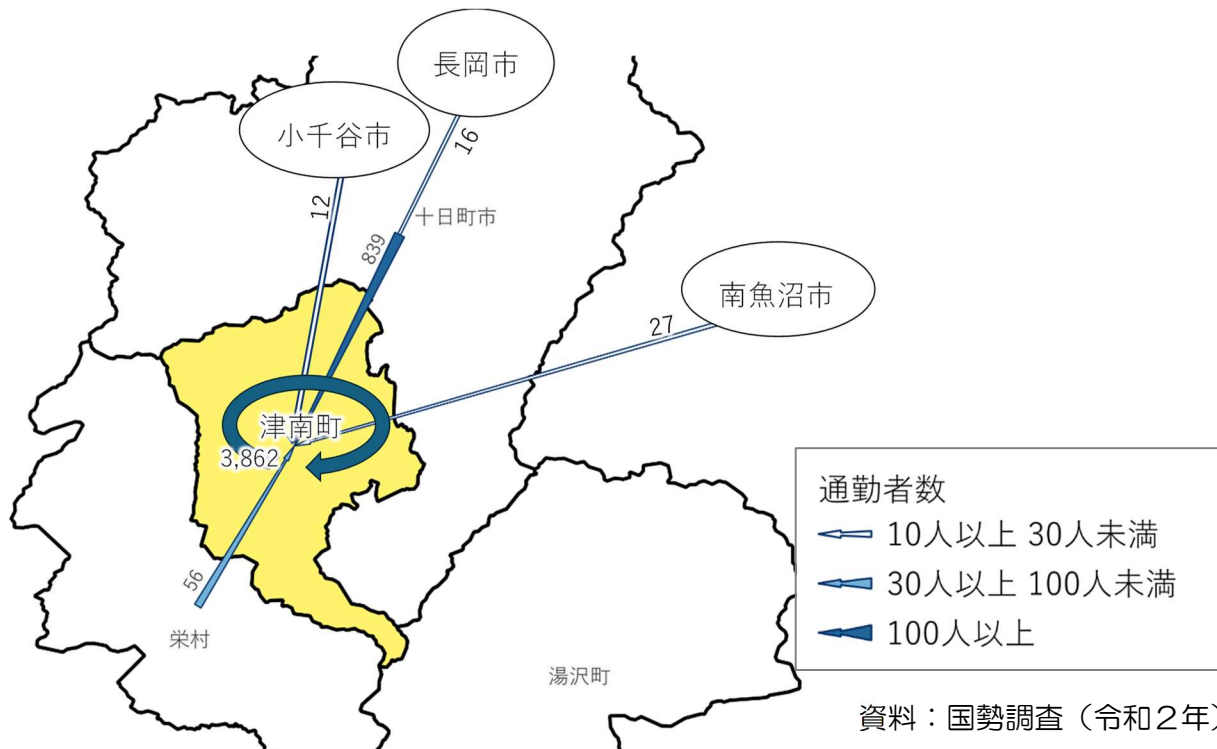 長岡市
小千谷市
16
12
十日町市
839
南魚沼市
27
津南町
3,862
56
栄村
湯沢町
通勤者数
10人以上 30人未満
30人以上 100人未満
100人以上
資料：国勢調査（令和２年）